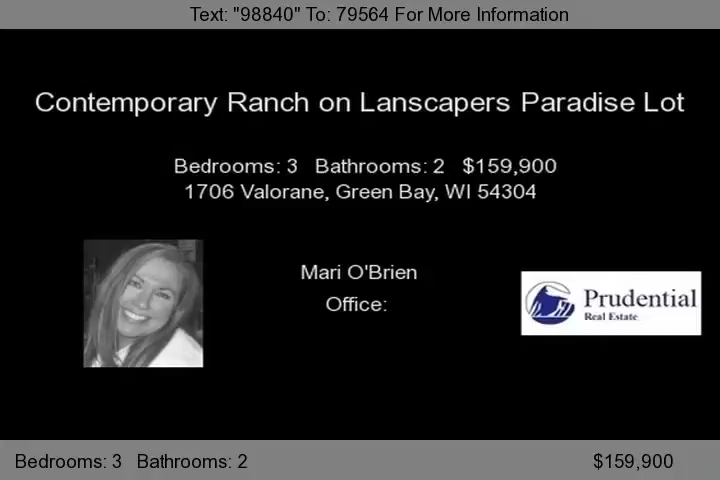 Text: "98840" To: 79564 For More Information
Contemporary Ranch on Lanscapers Paradise Lot
Bedrooms: 3 Bathrooms: 2 $159,900
1706 Valorane, Green Bay, WI 54304
Mari O'Brien
Office:
Prudential
Real Estate
Bedrooms: 3 Bathrooms: 2 $159,900